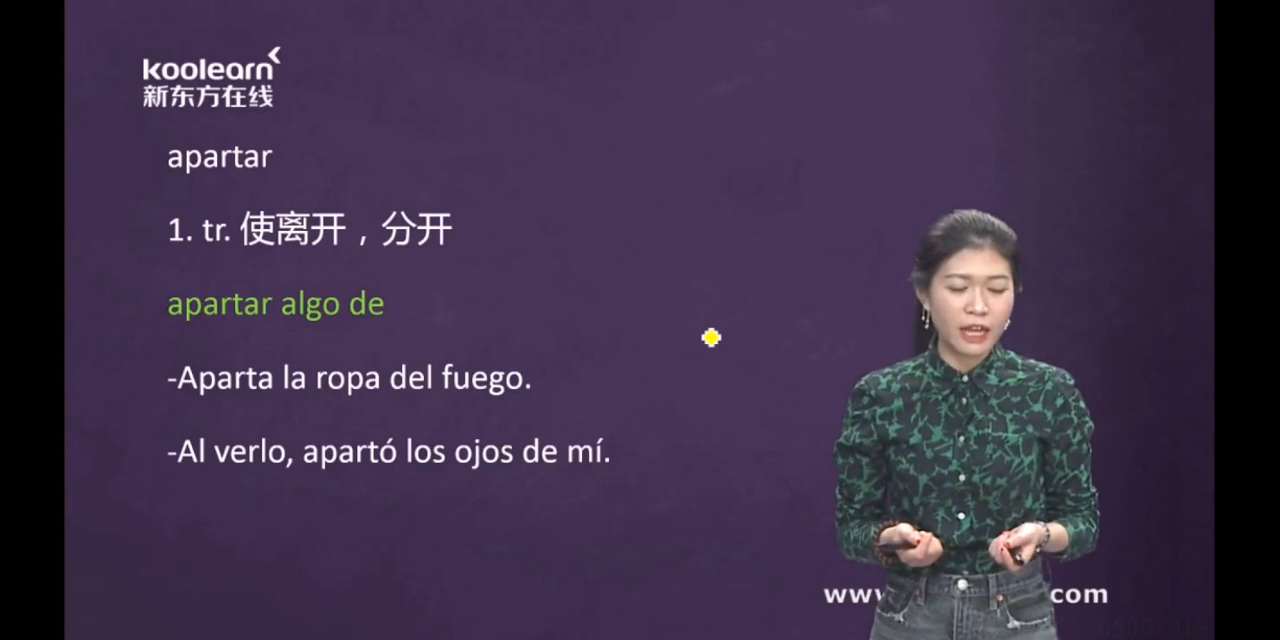 koolearn
新东方在线
apartar
1. tr. 使离开，分开
apartar algo de
-Aparta la ropa del fuego.
-Al verlo, apartó los ojos de mí.
www com